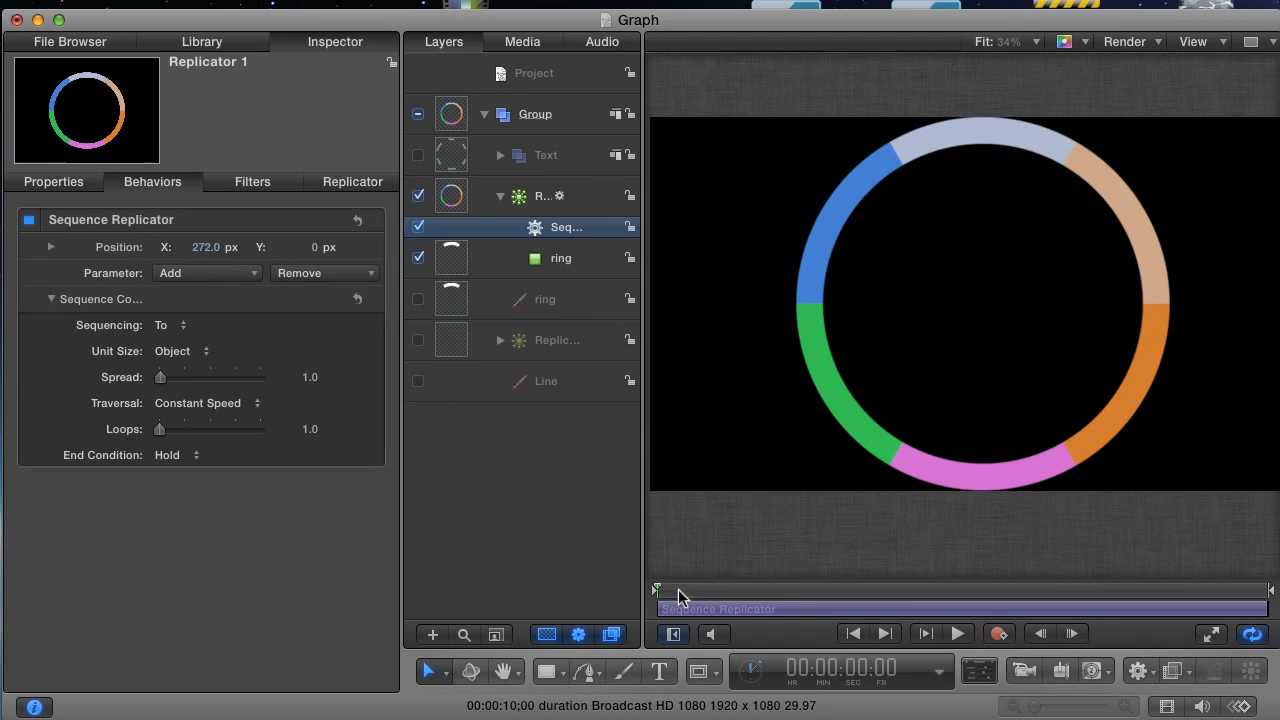 Graph
File Browser
Library
Inspector
Layers
Media
Audio
Fit: 34%
Render
View
Replicator 1
Project
Group
Text
R...
Seq...
ring
ring
Replic...
Line
Properties
Behaviors
Filters
Replicator
Sequence Replicator
Position: X: 272.0 px Y: 0 px
Parameter: Add Remove
Sequence Co...
Sequencing: To
Unit Size: Object
Spread: 1.0
Traversal: Constant Speed
Loops: 1.0
End Condition: Hold
Sequence Replicator
T
00:00:00:00
HR MIN SEC FR
00:00:10;00 duration Broadcast HD 1080 1920 x 1080 29.97